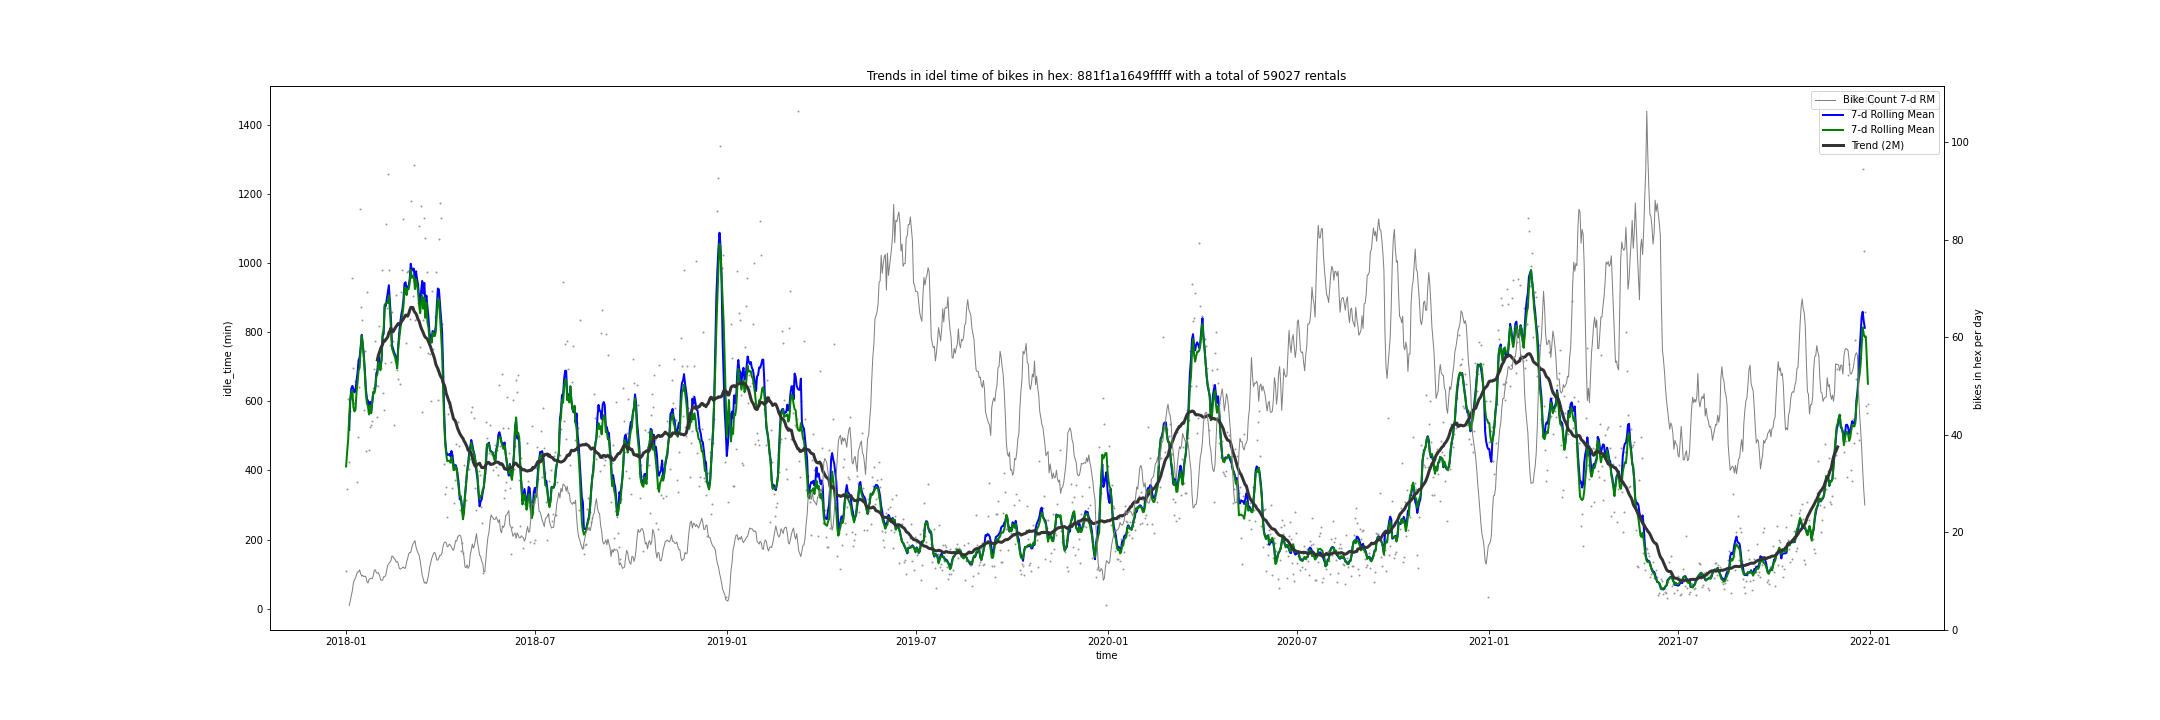 Trends in idel time of bikes in hex: 881f1a1649fffff with a total of 59027 rentals
Bike Count 7-d RM
7-d Rolling Mean
7-d Rolling Mean
Trend (2M)
idle_time (min)
1400
1200
1000
800
600
400
200
0
bikes in hex per day
100
80
60
40
20
0
2018-01
2018-07
2019-01
2019-07
2020-01
2020-07
2021-01
2021-07
2022-01
time